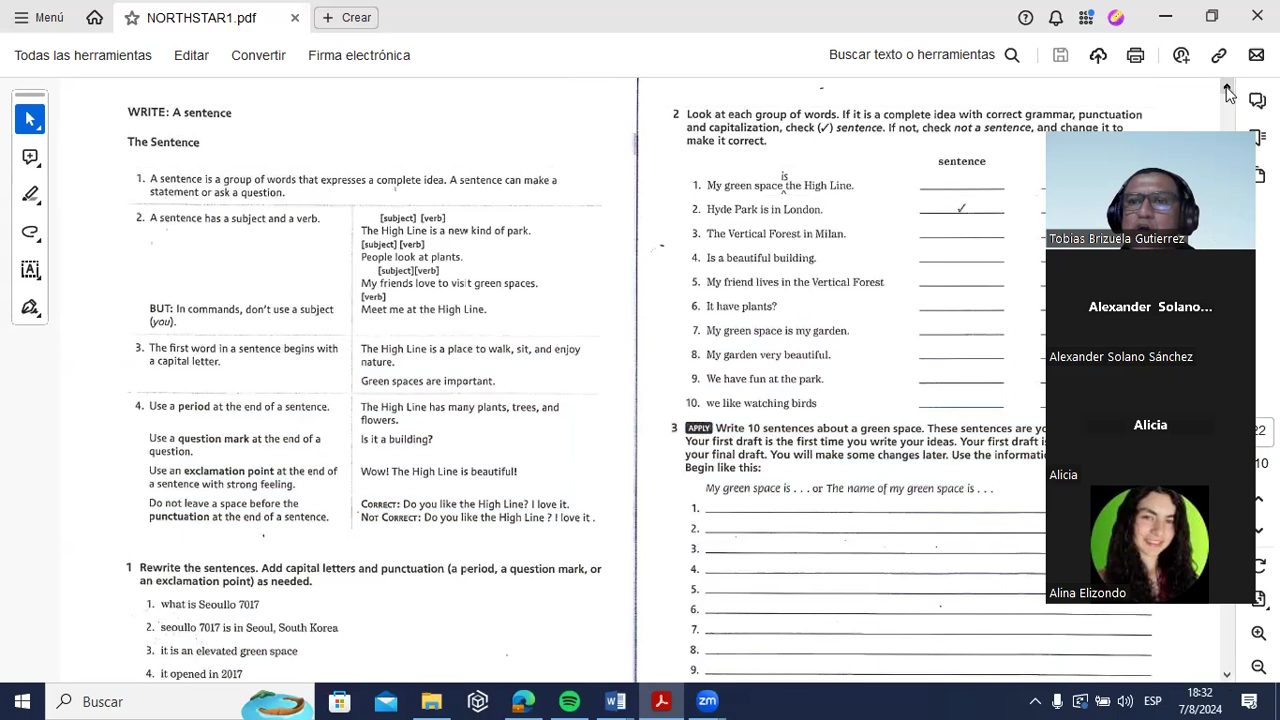 Menú
NORTHSTAR1.pdf
Crear
Todas las herramientas
Editar
Convertir
Firma electrónica
Buscar texto o herramientas
WRITE: A sentence
The Sentence
1. A sentence is a group of words that expresses a complete idea. A sentence can make a
statement or ask a question.
2. A sentence has a subject and a verb.
[subject] [verb]
The High Line is a new kind of park.
[subject] [verb]
People look at plants.
[subject][verb]
My friends love to visit green spaces.
[verb]
BUT: In commands, don't use a subject
(you).
Meet me at the High Line.
3. The first word in a sentence begins with
a capital letter.
The High Line is a place to walk, sit, and enjoy
nature.
Green spaces are important.
4. Use a period at the end of a sentence.
The High Line has many plants, trees, and
flowers.
Use a question mark at the end of a
question.
Is it a building?
Use an exclamation point at the end of
a sentence with strong feeling.
Wow! The High Line is beautiful!
Do not leave a space before the
punctuation at the end of a sentence.
CORRECT: Do you like the High Line? I love it.
NOT CORRECT: Do you like the High Line ? I love it .
1 Rewrite the sentences. Add capital letters and punctuation (a period, a question mark, or
an exclamation point) as needed.
1. what is Seoullo 7017
2. seoullo 7017 is in Seoul, South Korea
3. it is an elevated green space
4. it opened in 2017
2 Look at each group of words. If it is a complete idea with correct grammar, punctuation
and capitalization, check (✓) sentence. If not, check not a sentence, and change it to
make it correct.
sentence
is
1. My green space ^ the High Line.
2. Hyde Park is in London. ✓
3. The Vertical Forest in Milan.
4. Is a beautiful building.
5. My friend lives in the Vertical Forest
6. It have plants?
7. My green space is my garden.
8. My garden very beautiful.
9. We have fun at the park.
10. we like watching birds
3 APPLY Write 10 sentences about a green space. These sentences are yo
Your first draft is the first time you write your ideas. Your first draft i
your final draft. You will make some changes later. Use the informati
Begin like this:
My green space is . . . or The name of my green space is . . .
1.
2.
3.
4.
5.
6.
7.
8.
9.
Tobias Brizuela Gutierrez
Alexander Solano...
Alexander Solano Sánchez
Alicia
Alicia
Alina Elizondo
22
10
Buscar
ESP
18:32
7/8/2024